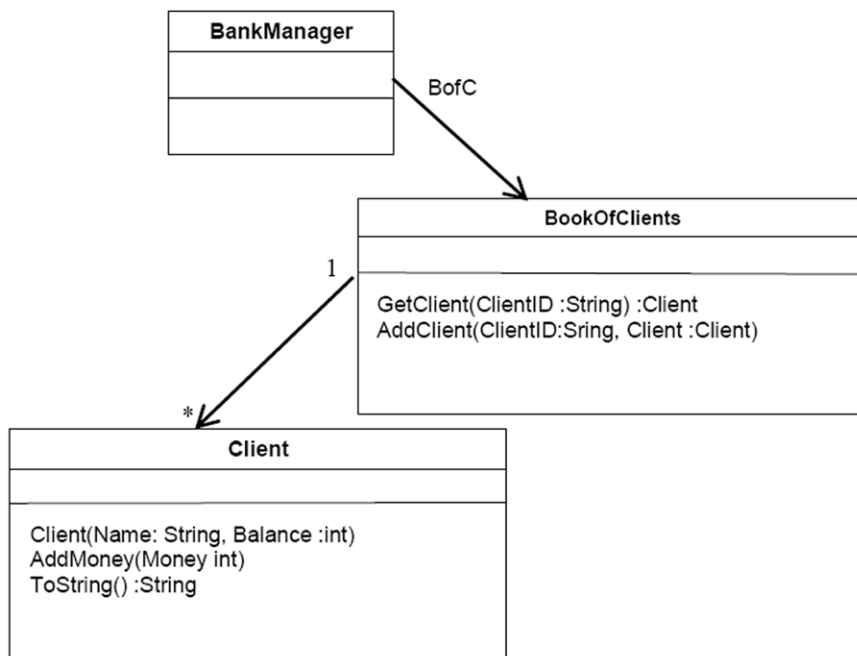 BankManager
BofC
BookOfClients
1
GetClient(ClientID :String) :Client
AddClient(ClientID:Sring, Client :Client)
*
Client
Client(Name: String, Balance :int)
AddMoney(Money int)
ToString() :String